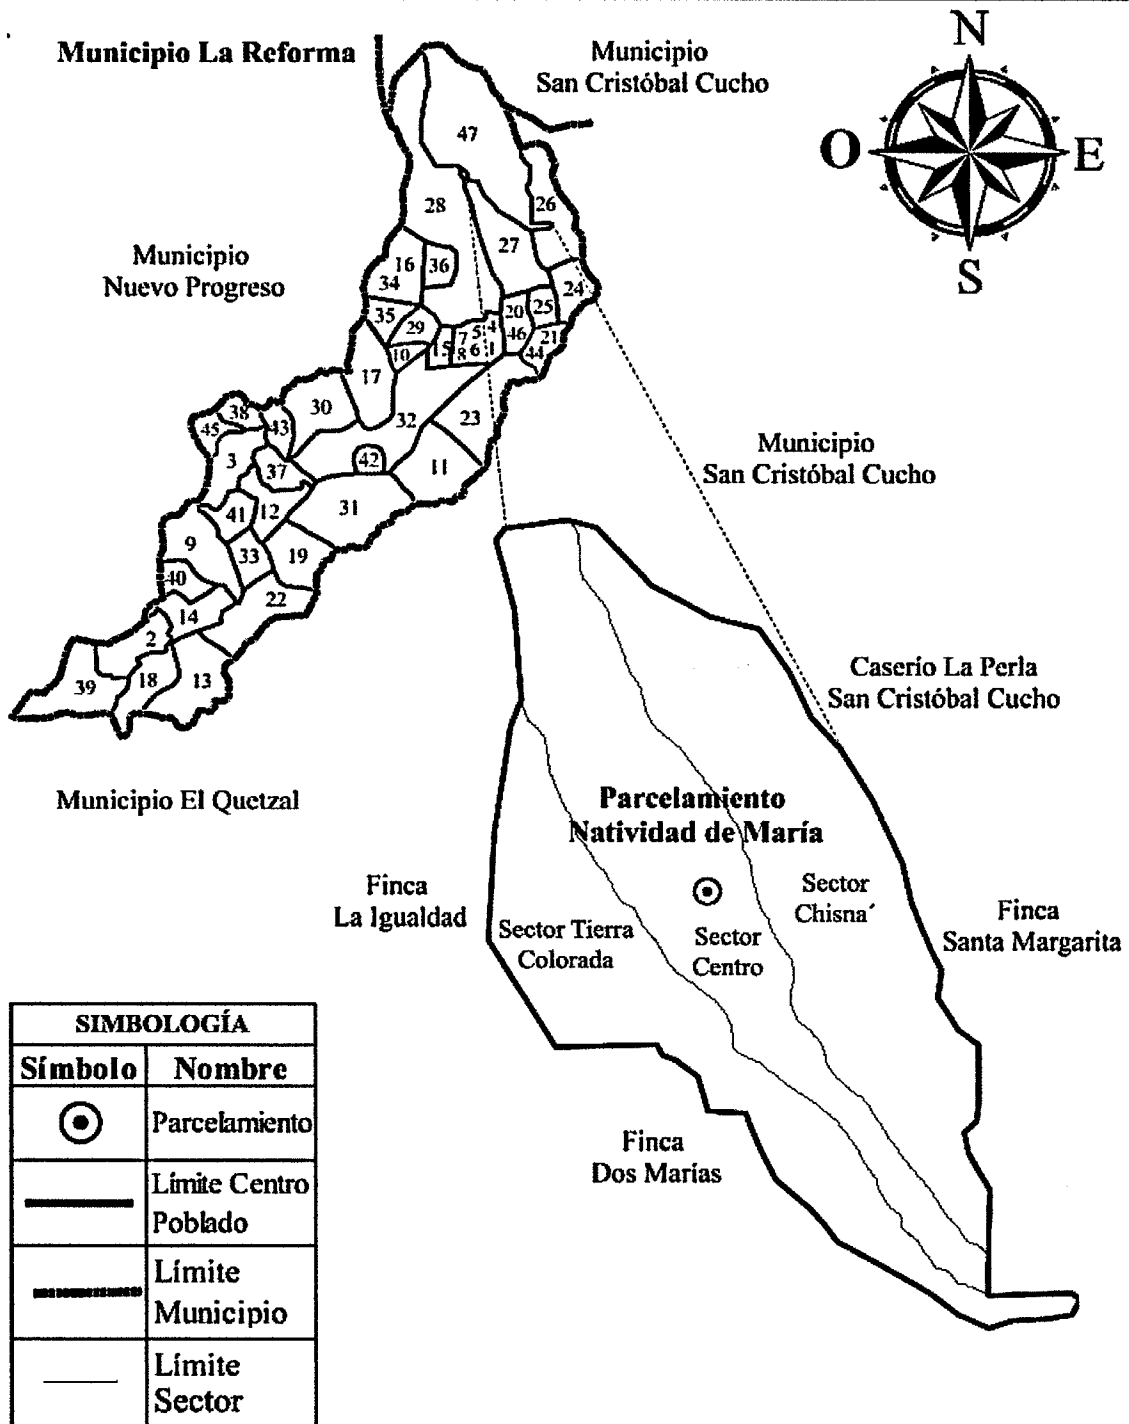 Municipio La Reforma
Municipio
San Cristóbal Cucho
N
O
E
S
47
26
28
27
Municipio
Nuevo Progreso
16
34
36
24
20
25
35
29
7 5 4
46
21
10
15
8 6 1
44
17
30
32
23
38
45
43
3
37
42
11
Municipio
San Cristóbal Cucho
41
12
31
9
33
19
40
22
14
2
39
18
13
Caserío La Perla
San Cristóbal Cucho
Municipio El Quetzal
Parcelamiento
Natividad de María
Finca
La Igualdad
Sector
Chisna´
Finca
Santa Margarita
Sector Tierra
Colorada
Sector
Centro
SIMBOLOGÍA
Símbolo Nombre
Parcelamiento
Límite Centro
Poblado
Límite
Municipio
Límite
Sector
Finca
Dos Marías